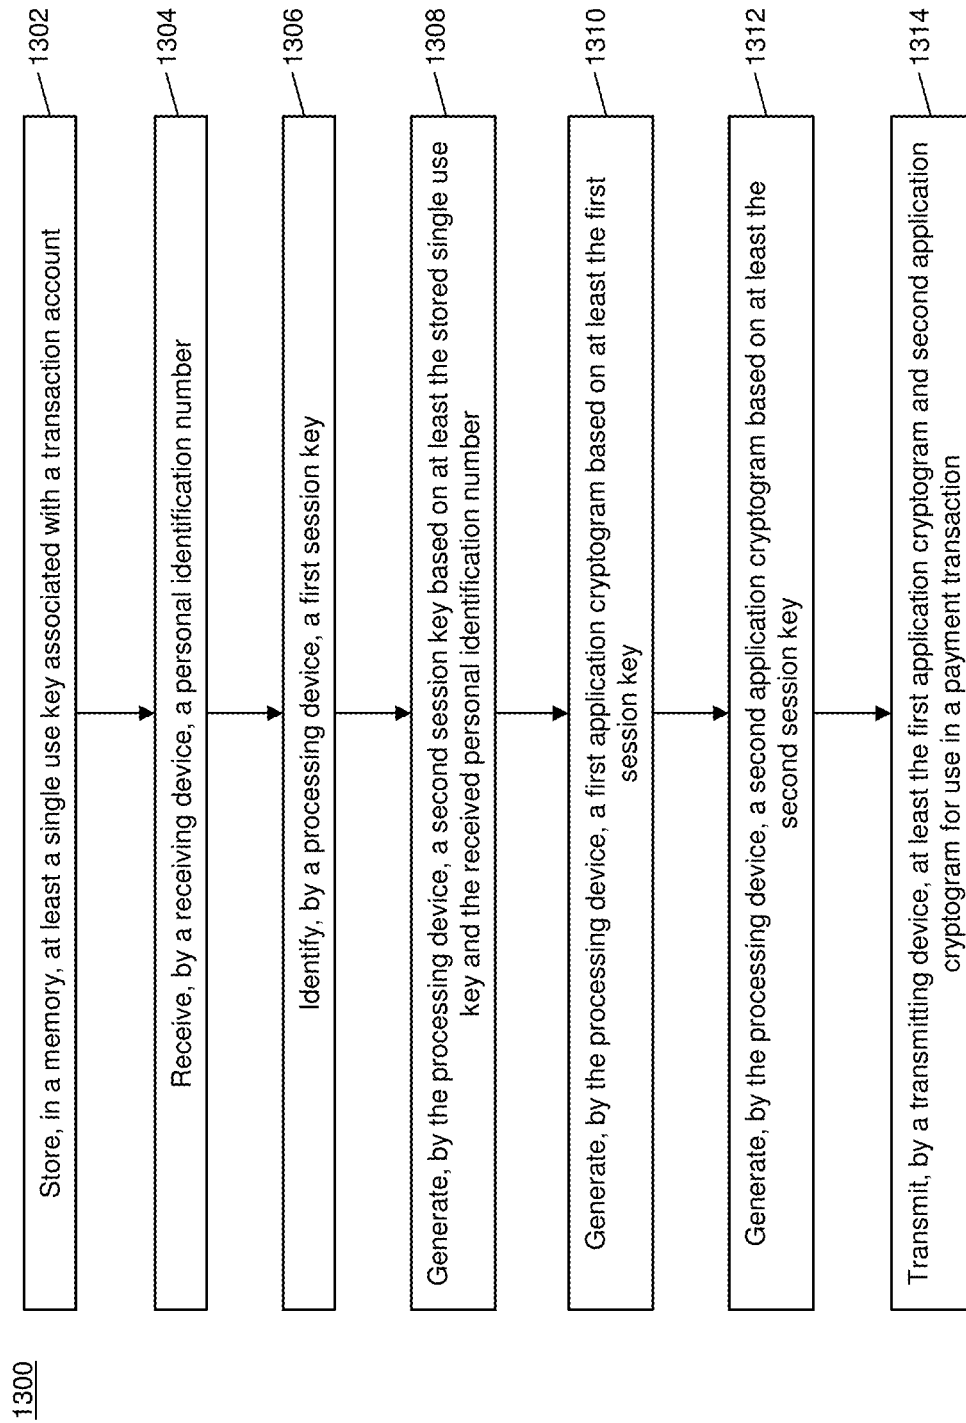 1300
Store, in a memory, at least a single use key associated with a transaction account
1302
Receive, by a receiving device, a personal identification number
1304
Identify, by a processing device, a first session key
1306
Generate, by the processing device, a second session key based on at least the stored single use
key and the received personal identification number
1308
Generate, by the processing device, a first application cryptogram based on at least the first
session key
1310
Generate, by the processing device, a second application cryptogram based on at least the
second session key
1312
Transmit, by a transmitting device, at least the first application cryptogram and second application
cryptogram for use in a payment transaction
1314